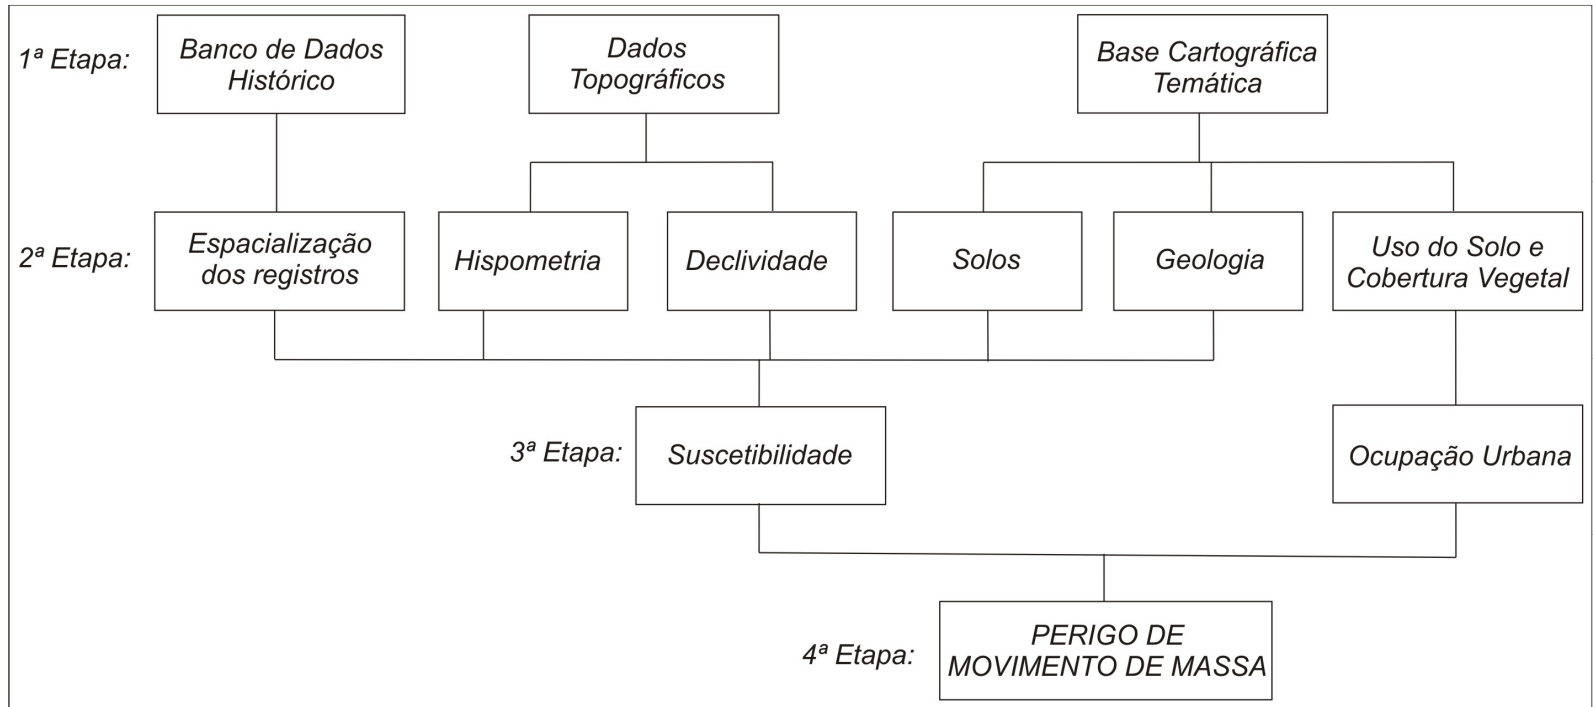 1ª Etapa:
Banco de Dados
Histórico
Dados
Topográficos
Base Cartográfica
Temática
2ª Etapa:
Espacialização
dos registros
Hispometria
Declividade
Solos
Geologia
Uso do Solo e
Cobertura Vegetal
3ª Etapa:
Suscetibilidade
Ocupação Urbana
4ª Etapa:
PERIGO DE
MOVIMENTO DE MASSA